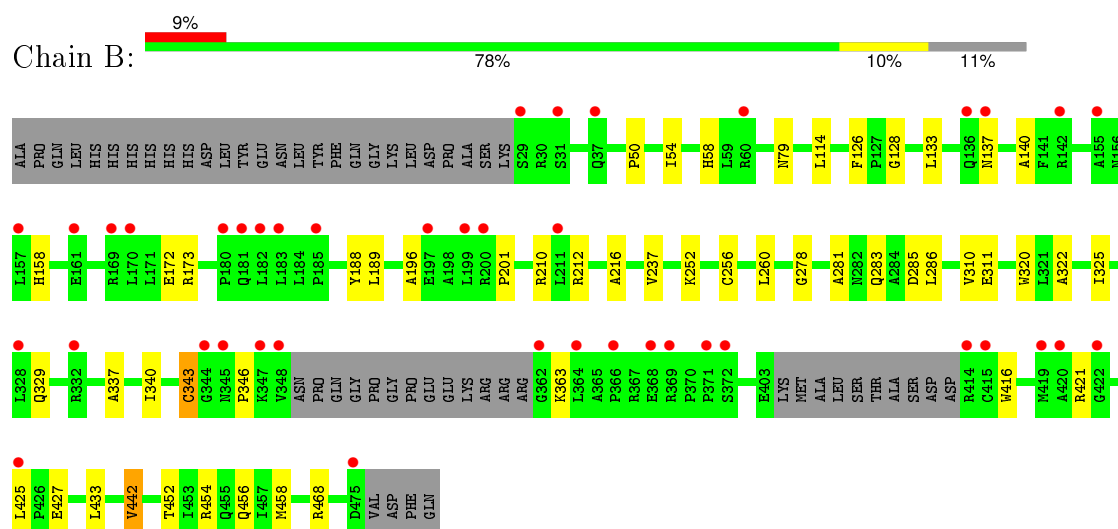 9%
Chain B:
78% 10% 11%
ALA PRO GLN LEU HIS HIS HIS HIS HIS HIS ASP LEU TYR GLU ASN LEU TYR PHE GLN GLY LYS LEU ASP PRO ALA SER LYS S29 R30 S31 Q37 P50 I54 H58 L59 R60 N79 L114 F126 P127 G128 L133 Q136 N137 A140 F141 R142 A155 N156
L157 H158 E161 R169 L170 L171 E172 R173 P180 Q181 L182 L183 L184 P185 Y188 L189 A196 E197 A198 L199 R200 P201 R210 L211 R212 A216 V237 K252 C256 L260 G278 A281 N282 Q283 A284 D285 L286 V310 E311 W320 L321 A322 I325
L328 Q329 R332 A337 I340 C343 G344 N345 P346 K347 V348 ASN PRO GLN GLY PRO GLY PRO GLU GLU LYS ARG ARG ARG G362 K363 L364 A365 P366 R367 E368 R369 P370 P371 S372 E403 LYS MET ALA LEU SER THR ALA SER ASP ASP R414 C415 W416 M419 A420 R421 G422
L425 P426 E427 L433 V442 T452 I453 R454 Q455 Q456 I457 M458 R468 D475 VAL ASP PHE GLN